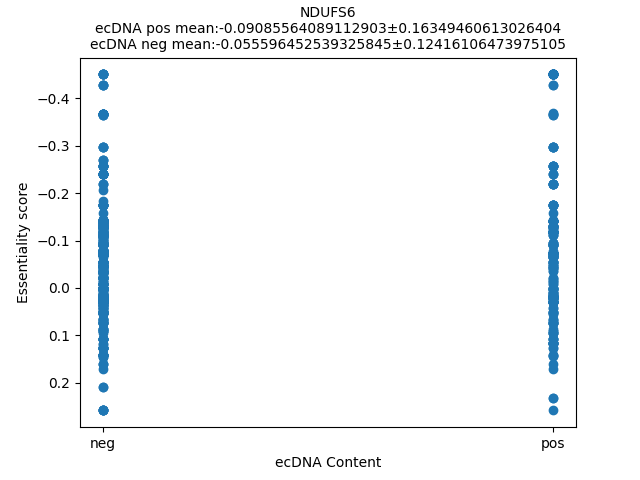 NDUFS6
ecDNA pos mean:-0.09085564089112903±0.16349460613026404
ecDNA neg mean:-0.055596452539325845±0.12416106473975105
Essentiality score
−0.4
−0.3
−0.2
−0.1
0.0
0.1
0.2
neg
pos
ecDNA Content